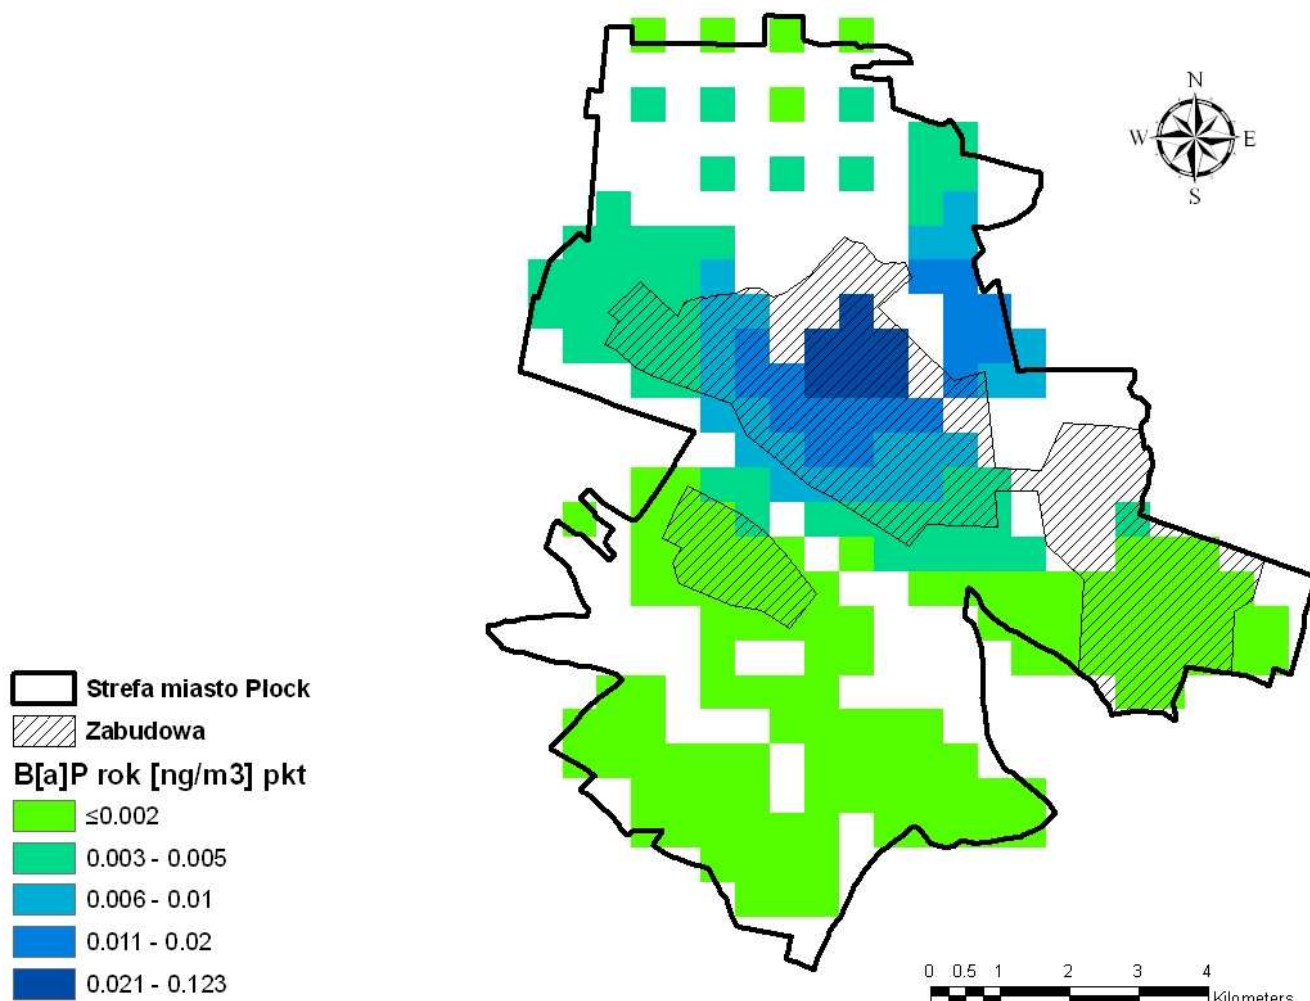 N
W E
S
Strefa miasto Płock
Zabudowa
B[a]P rok [ng/m3] pkt
≤0.002
0.003 - 0.005
0.006 - 0.01
0.011 - 0.02
0.021 - 0.123
0 0.5 1 2 3 4
Kilometers